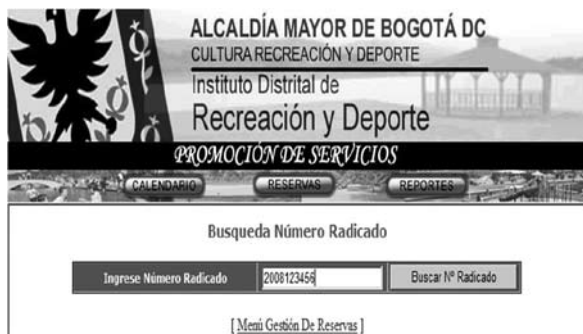 ALCALDÍA MAYOR DE BOGOTÁ DC
CULTURA RECREACIÓN Y DEPORTE
Instituto Distrital de
Recreación y Deporte
PROMOCIÓN DE SERVICIOS
CALENDARIO RESERVAS REPORTES
Busqueda Número Radicado
Ingrese Número Radicado 2008123456 Buscar Nº Radicado
[ Menú Gestión De Reservas ]